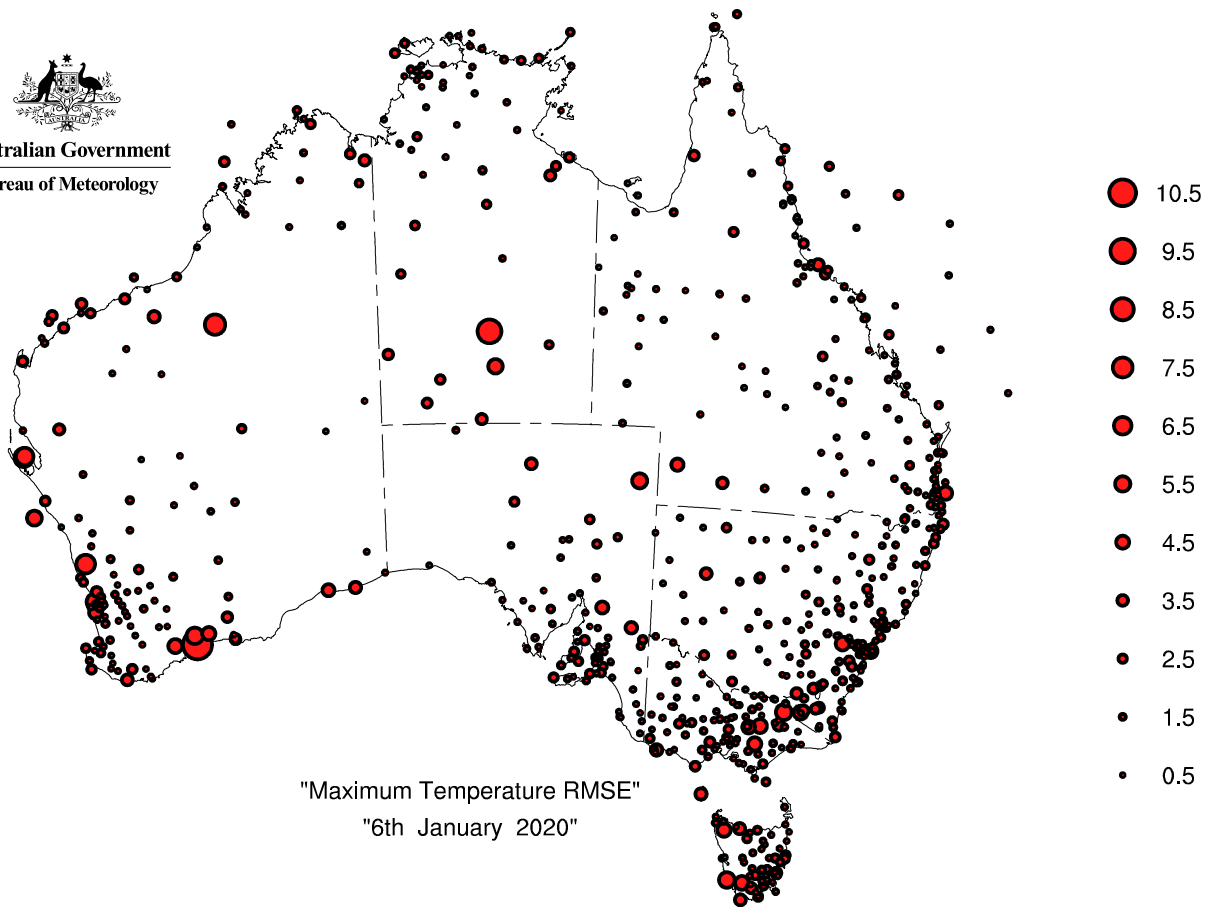 AUSTRALIA
tralian Government
reau of Meteorology
10.5
9.5
8.5
7.5
6.5
5.5
4.5
3.5
2.5
1.5
0.5
"Maximum Temperature RMSE"
"6th January 2020"